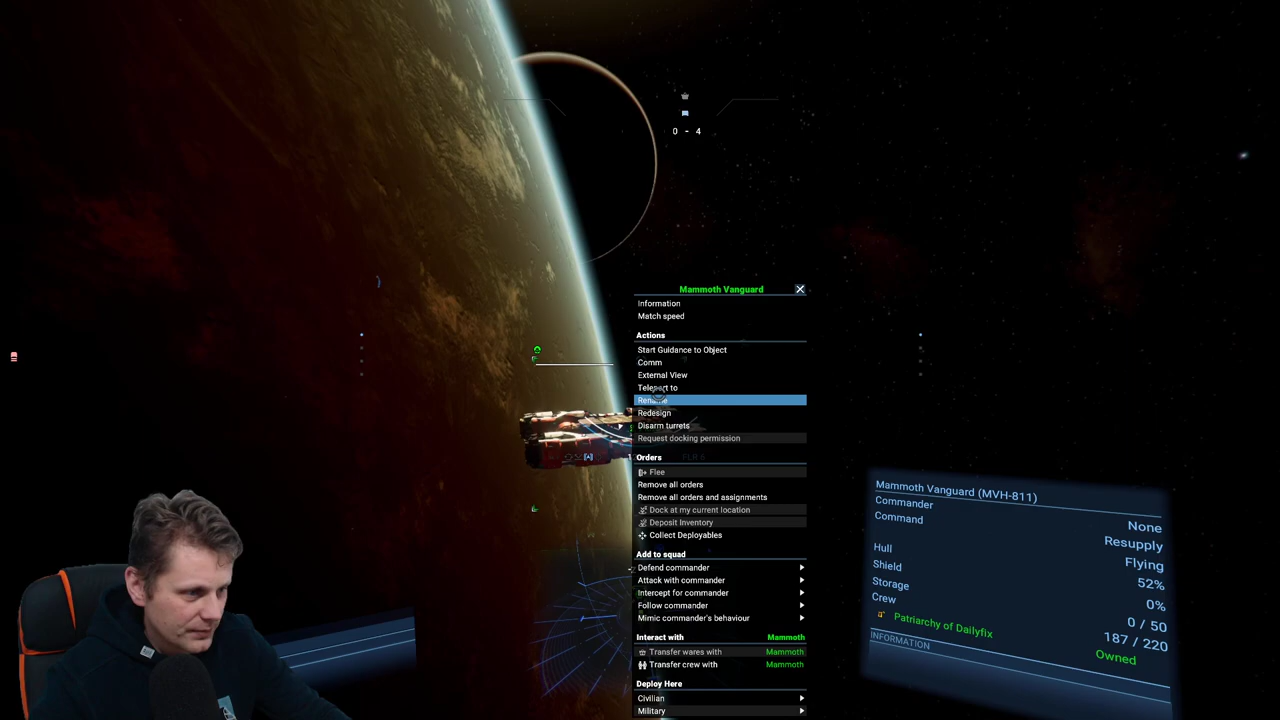 0 - 4
Mammoth Vanguard
Information
Match speed
Actions
Start Guidance to Object
Comm
External View
Teleport to
Rename
Redesign
Disarm turrets
Request docking permission
Orders
Flee
Remove all orders
Remove all orders and assignments
Dock at my current location
Deposit Inventory
Collect Deployables
Add to squad
Defend commander
Attack with commander
Intercept for commander
Follow commander
Mimic commander's behaviour
Interact with Mammoth
Transfer wares with Mammoth
Transfer crew with Mammoth
Deploy Here
Civilian
Military
Mammoth Vanguard (MVH-811)
Commander None
Command Resupply
Flying
Hull 52%
Shield 0%
Storage 0 / 50
Crew 187 / 220
Patriarchy of Dailyfix Owned
INFORMATION